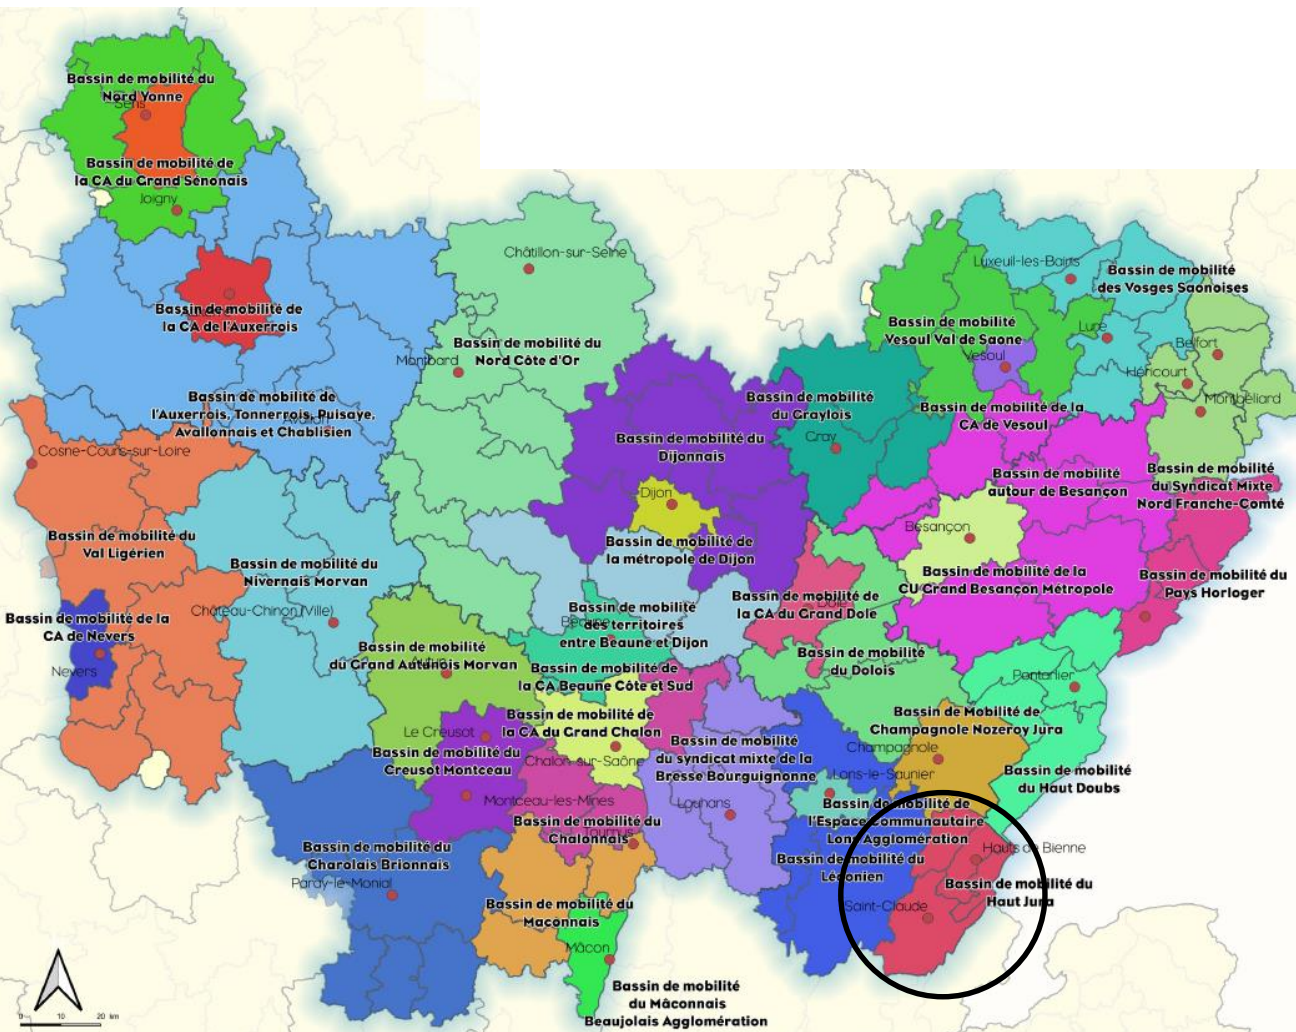 Bassin de mobilité du
Nord Yonne
Sens
Bassin de mobilité de
la CA du Grand Sénonais
Joigny
Châtillon-sur-Seine
Luxeuil-les-Bains
Bassin de mobilité
des Vosges Saonoises
Bassin de mobilité de
la CA de l'Auxerrois
Bassin de mobilité
Vesoul Val de Saone
Lure
Belfort
Vesoul
Héricourt
Montbéliard
Montbard
Bassin de mobilité du
Nord Côte d'Or
Bassin de mobilité de
l'Auxerrois, Tonnerrois, Puisaye,
Avallonnais et Chablisien
Avallon
Bassin de mobilité
du Graylois
Gray
Bassin de mobilité de la
CA de Vesoul
Bassin de mobilité du
Dijonnais
Cosne-Cours-sur-Loire
Bassin de mobilité
autour de Besançon
Bassin de mobilité
du Syndicat Mixte
Nord Franche-Comté
Dijon
Besançon
Bassin de mobilité du
Val Ligérien
Bassin de mobilité de
la métropole de Dijon
Bassin de mobilité du
Nivernais Morvan
Bassin de mobilité de la
CU Grand Besançon Métropole
Bassin de mobilité du
Pays Horloger
Château-Chinon (Ville)
Bassin de mobilité de la
CA de Nevers
Nevers
Bassin de mobilité
des territoires
entre Beaune et Dijon
Beaune
Bassin de mobilité de
la CA du Grand Dole
Dole
Bassin de mobilité
du Grand Autunois Morvan
Autun
Bassin de mobilité de
la CA Beaune Côte et Sud
Bassin de mobilité
du Dolois
Pontarlier
Bassin de mobilité de
la CA du Grand Chalon
Bassin de Mobilité de
Champagnole Nozeroy Jura
Champagnole
Le Creusot
Bassin de mobilité du
Creusot Montceau
Chalon-sur-Saône
Bassin de mobilité
du syndicat mixte de la
Bresse Bourguignonne
Lons-le-Saunier
Bassin de mobilité
du Haut Doubs
Montceau-les-Mines
Louhans
Bassin de mobilité du
Chalonnais
Tournus
Bassin de mobilité de
l'Espace Communautaire
Lons Agglomération
Bassin de mobilité du
Charolais Brionnais
Paray-le-Monial
Bassin de mobilité du
Lédonien
Hauts de Bienne
Bassin de mobilité du
Haut Jura
Saint-Claude
Bassin de mobilité du
Maconnais
Mâcon
Bassin de mobilité
du Mâconnais
Beaujolais Agglomération
0 10 20 km